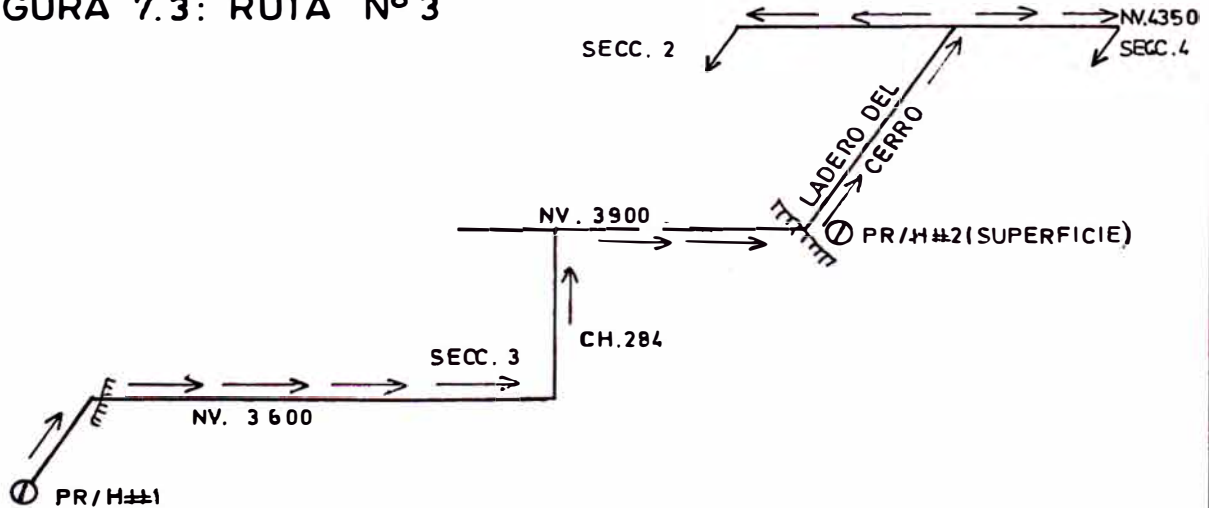 GURA 7.3: RUTA Nº 3
NV.4350
SECC. 2
SECC.4
LADERO DEL
CERRO
NV. 3900
PR/H#2(SUPERFICIE)
CH.284
SECC. 3
NV. 3600
PR/H#1